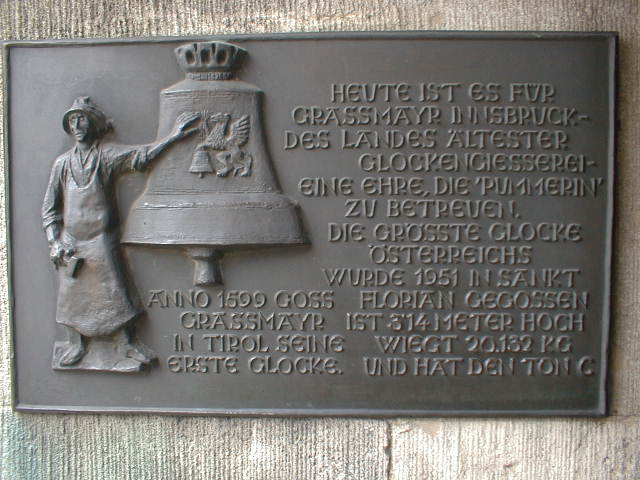 HEUTE IST ES FÜR
GRASSMAYR INNSBRUCK-
DES LANDES ÄLTESTER
GLOCKENGIESSEREI-
EINE EHRE, DIE 'PUMMERIN'
ZU BETREUEN.
DIE GRÖSSTE GLOCKE
ÖSTERREICHS
WURDE 1951 IN SANKT
FLORIAN GEGOSSEN
IST 3'14 METER HOCH
WIEGT 20.132 KG
UND HAT DEN TON C
ANNO 1599 GOSS
GRASSMAYR
IN TIROL SEINE
ERSTE GLOCKE.